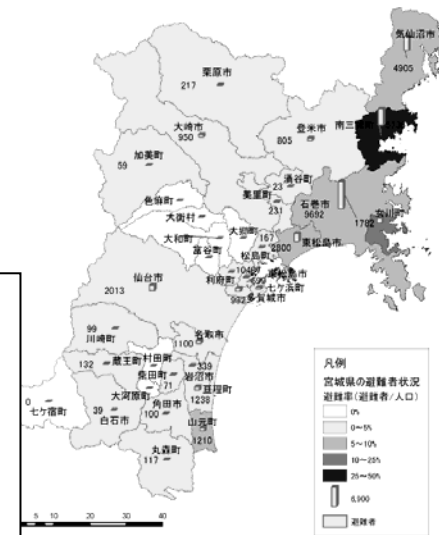 気仙沼市
4905
栗原市
217
南三陸町
大崎市
950
登米市
805
加美町
59
涌谷町
23
美里町
231
色麻町
石巻市
9692
女川町
1782
大衡村
大郷町
167
大和町
富谷町
松島町
2800
東松島市
利府町
仙台市
2013
七ヶ浜町
多賀城市
名取市
1100
99
川崎町
132
蔵王町
村田町
339
柴田町
71
岩沼市
亘理町
1238
0
七ケ宿町
大河原町
39
白石市
角田市
100
山元町
1210
丸森町
117
5 10 20 30 40
凡例
宮城県の避難者状況
避難率(避難者/人口)
0%
0～5%
5～10%
10～25%
25～50%
6,900
避難者